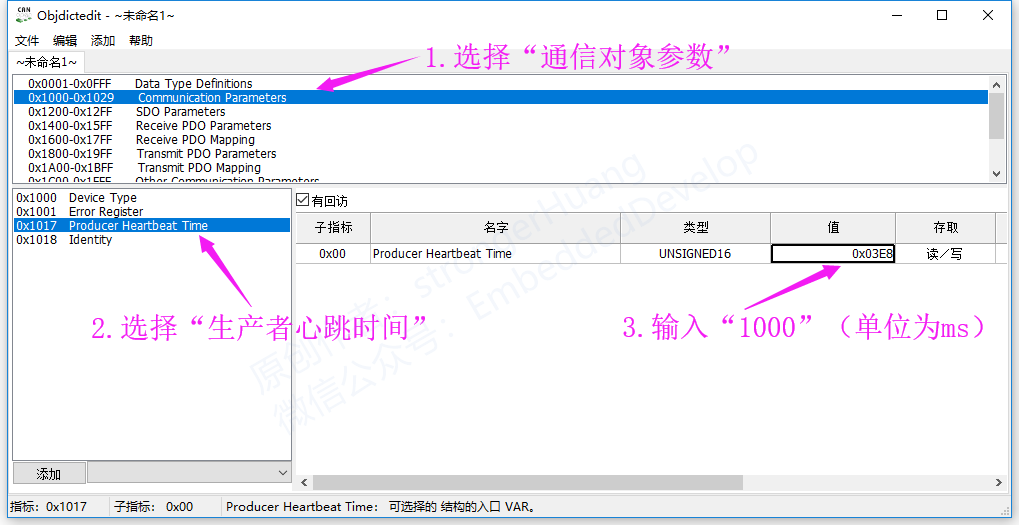 CAN
Objdictedit - ~未命名1~
文件 编辑 添加 帮助
~未命名1~
1.选择“通信对象参数”
0x0001-0x0FFF Data Type Definitions
0x1000-0x1029 Communication Parameters
0x1200-0x12FF SDO Parameters
0x1400-0x15FF Receive PDO Parameters
0x1600-0x17FF Receive PDO Mapping
0x1800-0x19FF Transmit PDO Parameters
0x1A00-0x1BFF Transmit PDO Mapping
0x1C00-0x1FFF Other Communication Parameters
0x1000 Device Type
0x1001 Error Register
0x1017 Producer Heartbeat Time
0x1018 Identity
有回访
子指标 名字 类型 值 存取
0x00 Producer Heartbeat Time UNSIGNED16 0x03E8 读／写
2.选择“生产者心跳时间”
3.输入“1000”（单位为ms）
原创作者：strongerHuang
微信公众号：EmbeddedDevelop
添加
指标: 0x1017 子指标: 0x00 Producer Heartbeat Time: 可选择的 结构的入口 VAR。